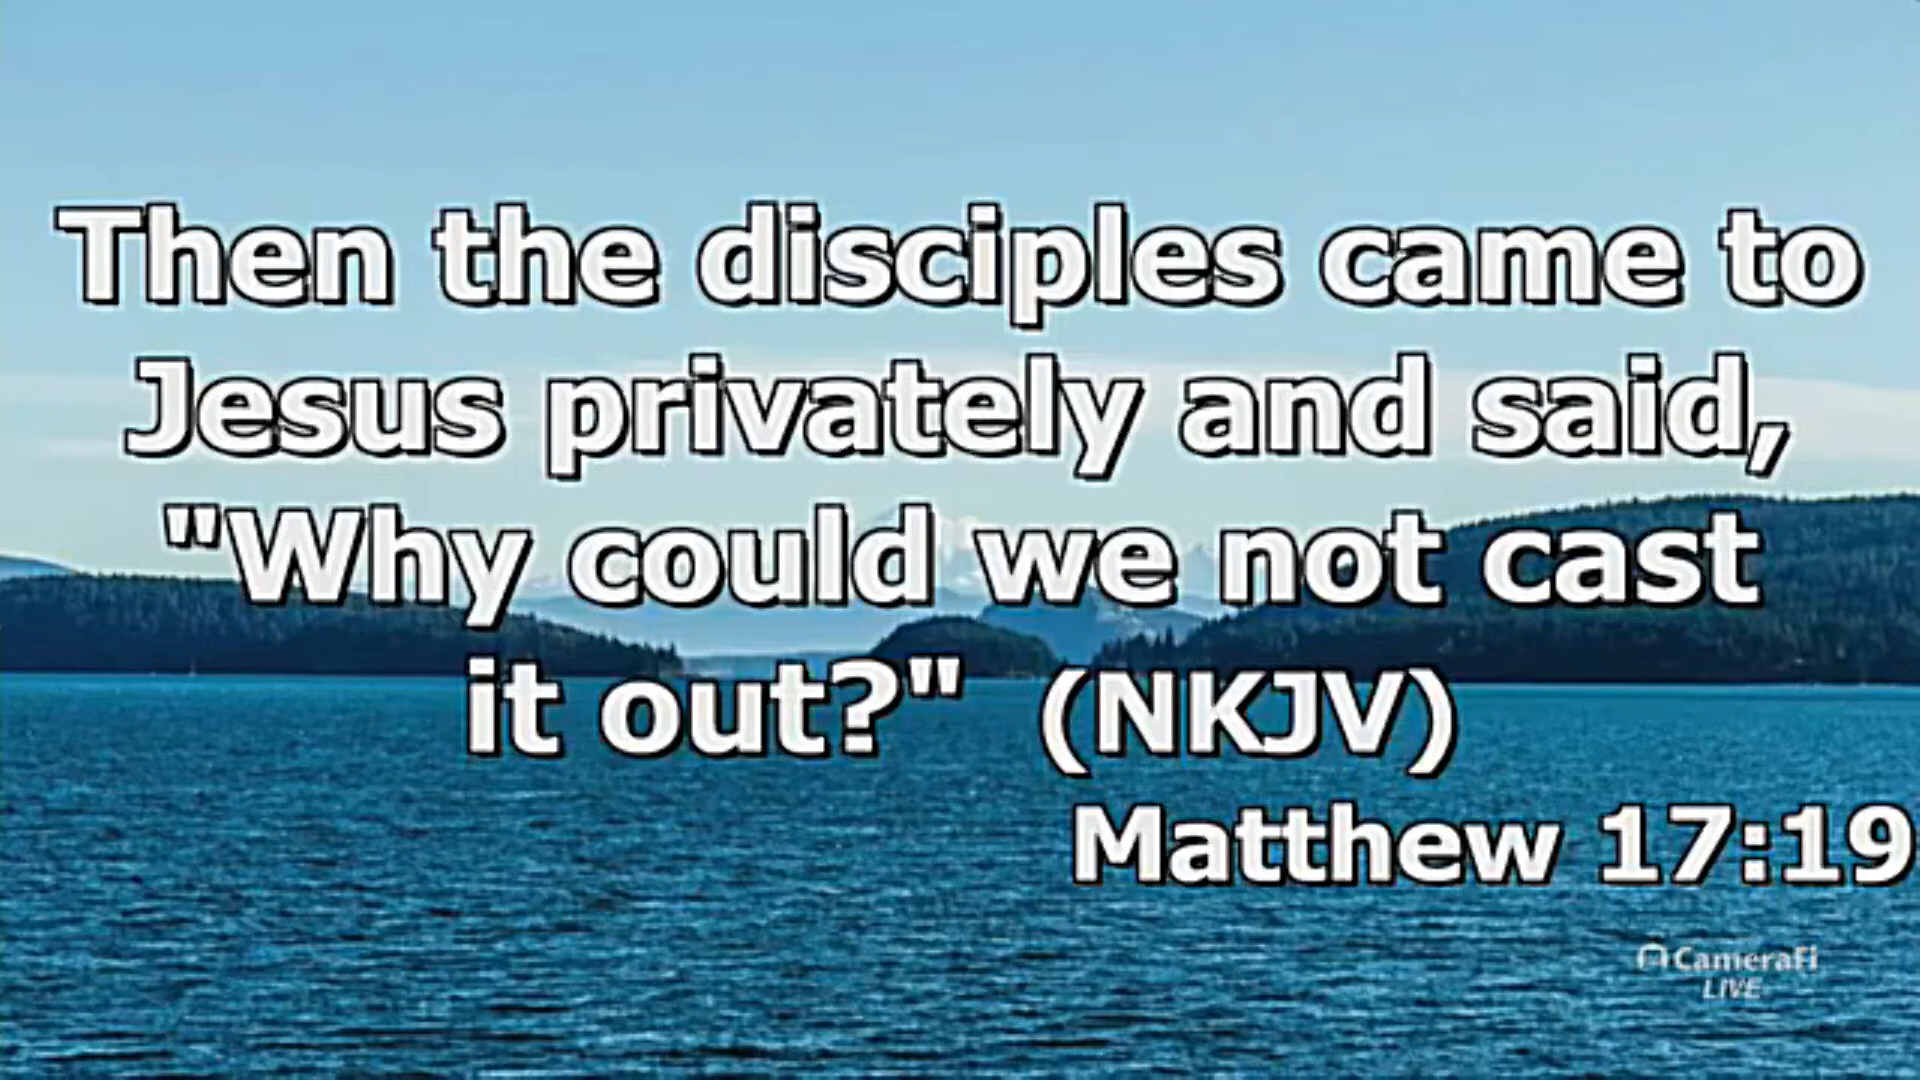 Then the disciples came to
Jesus privately and said,
"Why could we not cast
it out?" (NKJV)
Matthew 17:19
CameraFi
LIVE